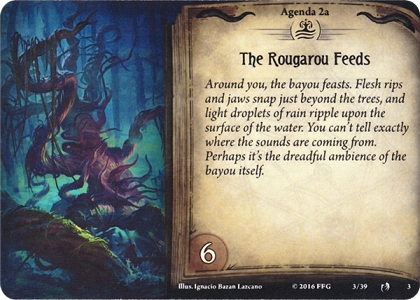 Agenda 2a
The Rougarou Feeds
Around you, the bayou feasts. Flesh rips
and jaws snap just beyond the trees, and
light droplets of rain ripple upon the
surface of the water. You can't tell exactly
where the sounds are coming from.
Perhaps it's the dreadful ambience of the
bayou itself.
6
Illus. Ignacio Bazan Lazcano
© 2016 FFG
3/39
3